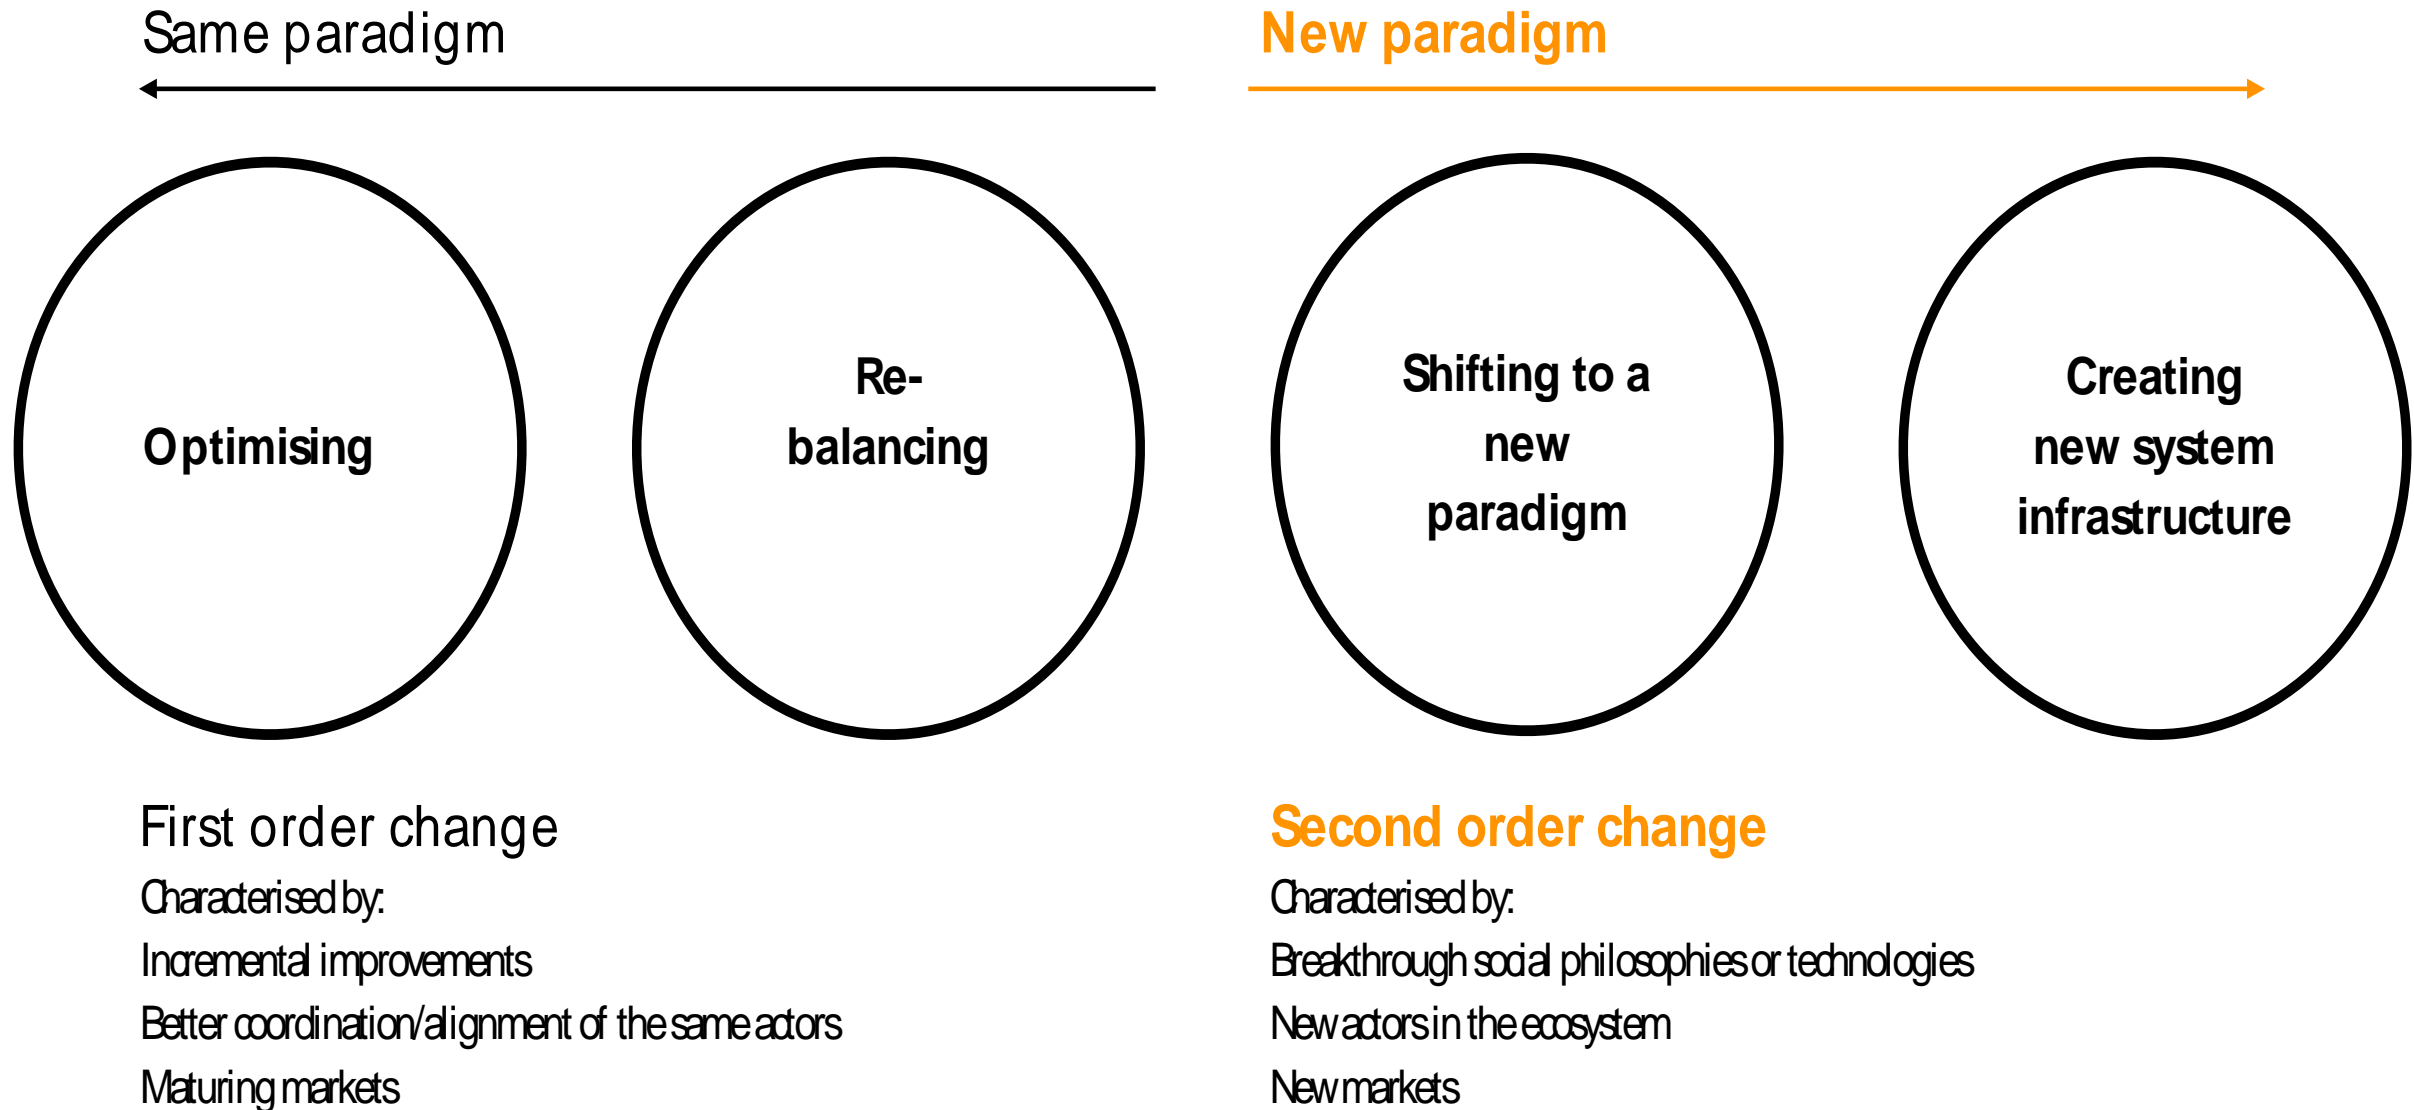 Same paradigm
New paradigm
Optimising
Re-
balancing
Shifting to a
new
paradigm
Creating
new system
infrastructure
First order change
Characterised by:
Incremental improvements
Better coordination/alignment of the same actors
Maturing markets
Second order change
Characterised by:
Breakthrough social philosophies or technologies
New actors in the ecosystem
New markets